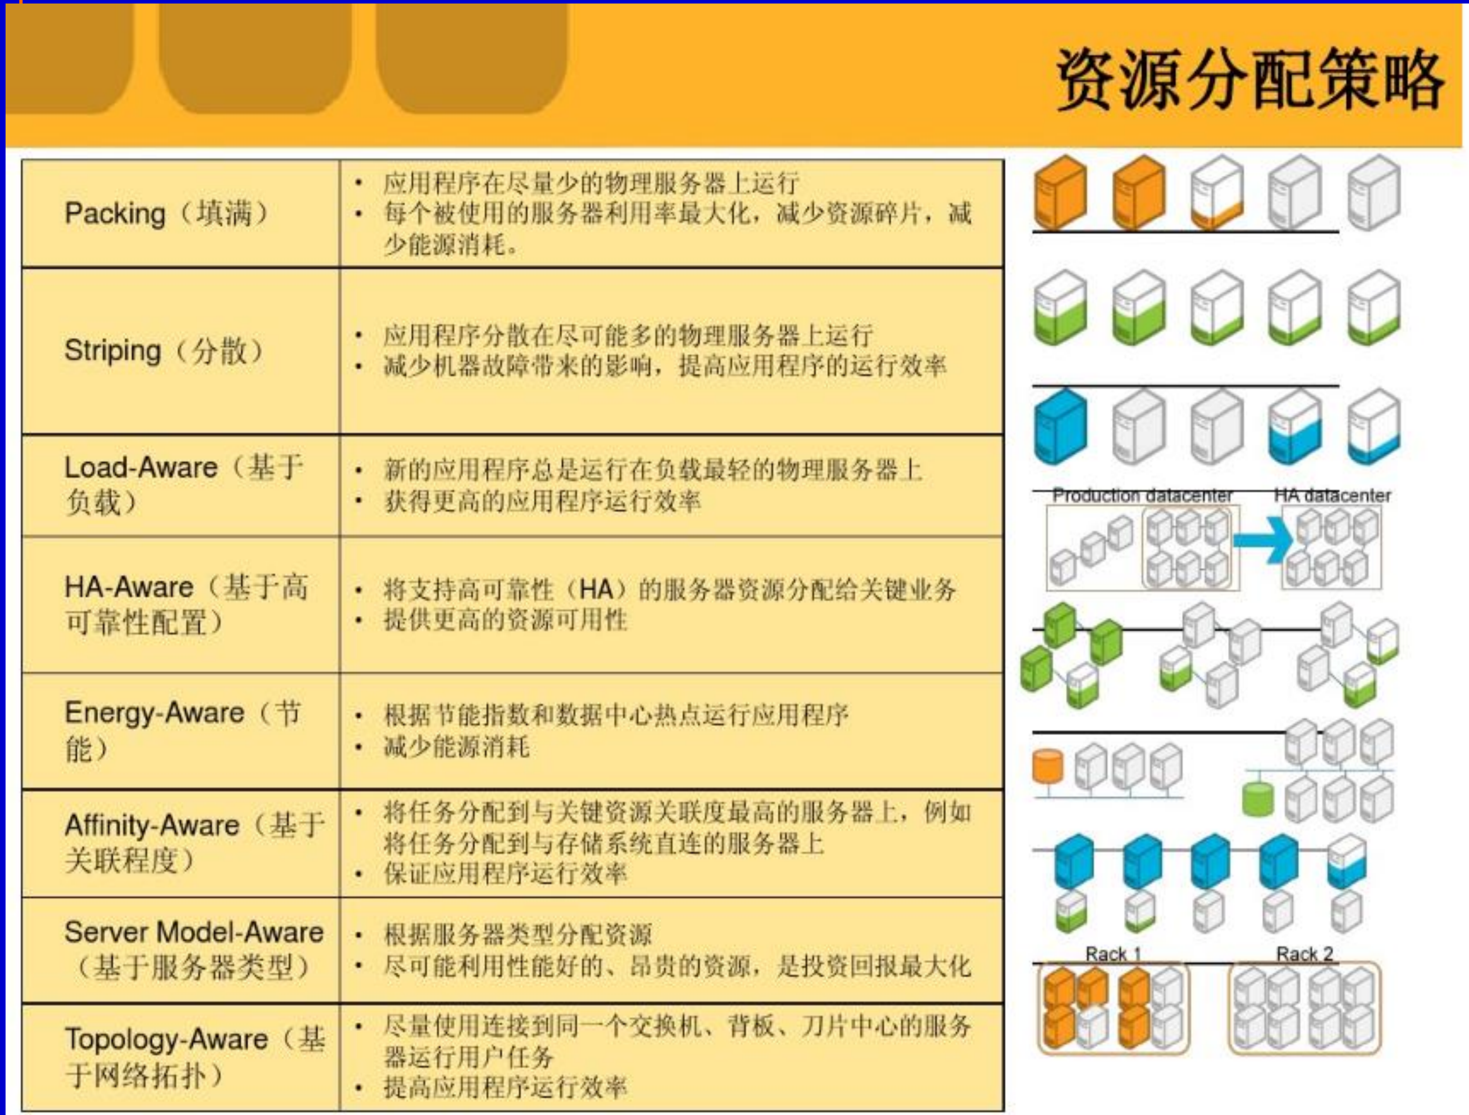 资源分配策略
Packing（填满）
• 应用程序在尽量少的物理服务器上运行
• 每个被使用的服务器利用率最大化，减少资源碎片，减
少能源消耗。
Striping（分散）
• 应用程序分散在尽可能多的物理服务器上运行
• 减少机器故障带来的影响，提高应用程序的运行效率
Load-Aware（基于
负载）
• 新的应用程序总是运行在负载最轻的物理服务器上
• 获得更高的应用程序运行效率
HA-Aware（基于高
可靠性配置）
• 将支持高可靠性（HA）的服务器资源分配给关键业务
• 提供更高的资源可用性
Energy-Aware（节
能）
• 根据节能指数和数据中心热点运行应用程序
• 减少能源消耗
Affinity-Aware（基于
关联程度）
• 将任务分配到与关键资源关联度最高的服务器上，例如
将任务分配到与存储系统直连的服务器上
• 保证应用程序运行效率
Server Model-Aware
（基于服务器类型）
• 根据服务器类型分配资源
• 尽可能利用性能好的、昂贵的资源，是投资回报最大化
Topology-Aware（基
于网络拓扑）
• 尽量使用连接到同一个交换机、背板、刀片中心的服务
器运行用户任务
• 提高应用程序运行效率
Production datacenter
HA datacenter
Rack 1
Rack 2